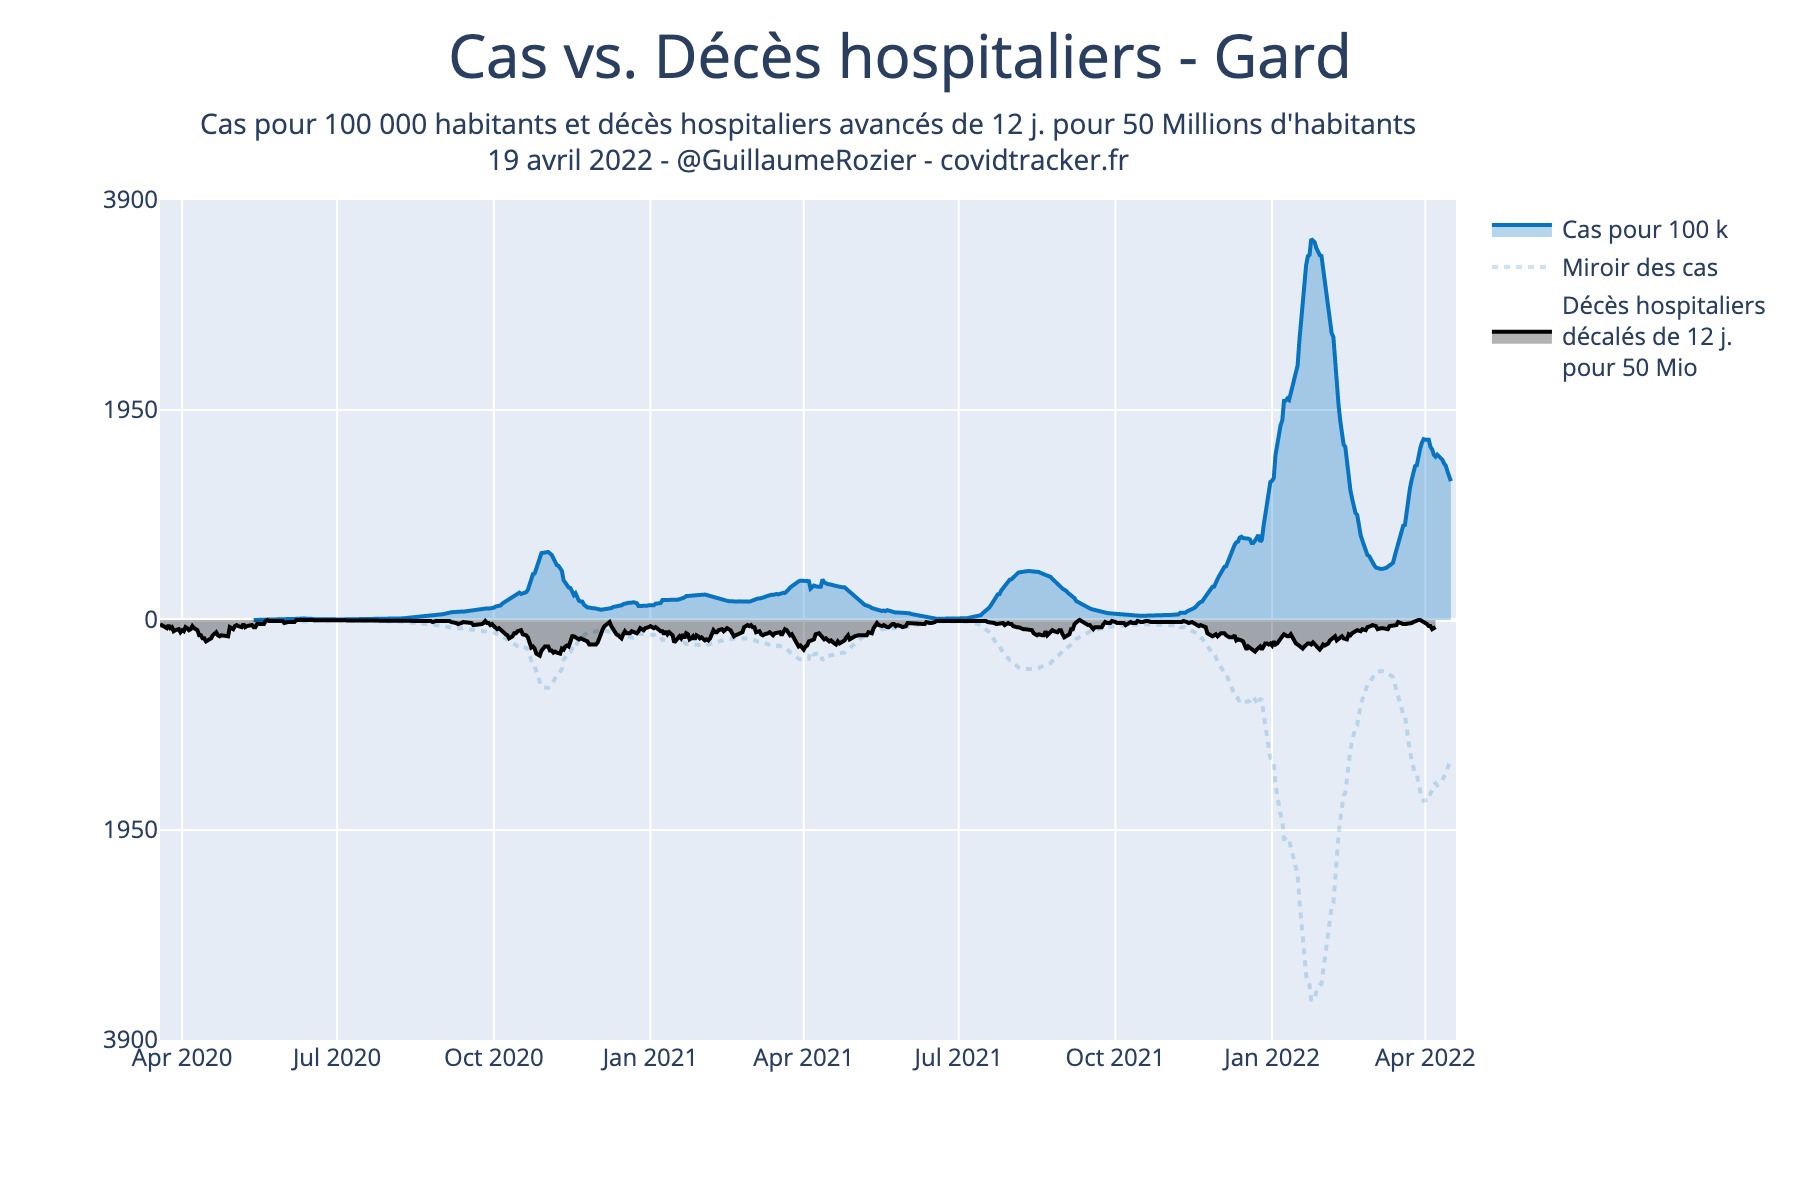 Cas vs. Décès hospitaliers - Gard
Cas pour 100 000 habitants et décès hospitaliers avancés de 12 j. pour 50 Millions d'habitants
19 avril 2022 - @GuillaumeRozier - covidtracker.fr
3900
1950
0
1950
3900
Apr 2020
Jul 2020
Oct 2020
Jan 2021
Apr 2021
Jul 2021
Oct 2021
Jan 2022
Apr 2022
Cas pour 100 k
Miroir des cas
Décès hospitaliers
décalés de 12 j.
pour 50 Mio